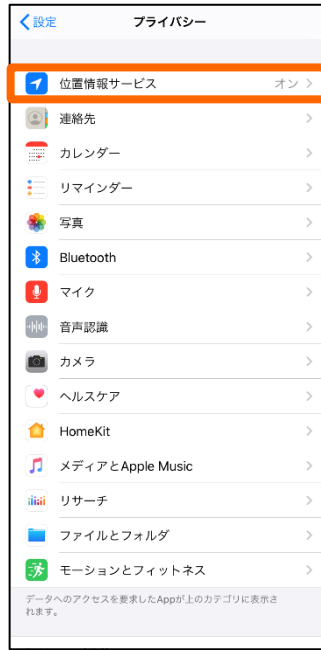 設定 プライバシー
位置情報サービス オン
連絡先
カレンダー
リマインダー
写真
Bluetooth
マイク
音声認識
カメラ
ヘルスケア
HomeKit
メディアとApple Music
リサーチ
ファイルとフォルダ
モーションとフィットネス
データへのアクセスを要求したAppが上のカテゴリに表示さ
れます。